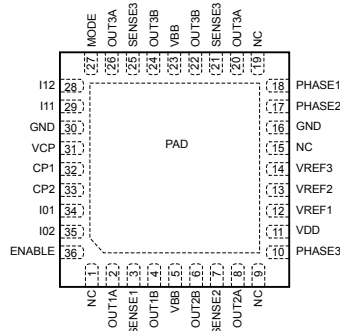 MODE
OUT3A
SENSE3
OUT3B
VBB
OUT3B
SENSE3
OUT3A
NC
27
26
25
24
23
22
21
20
19
I12 28
I11 29
GND 30
VCP 31
CP1 32
CP2 33
I01 34
I02 35
ENABLE 36
PAD
18 PHASE1
17 PHASE2
16 GND
15 NC
14 VREF3
13 VREF2
12 VREF1
11 VDD
10 PHASE3
1
2
3
4
5
6
7
8
9
NC
OUT1A
SENSE1
OUT1B
VBB
OUT2B
SENSE2
OUT2A
NC